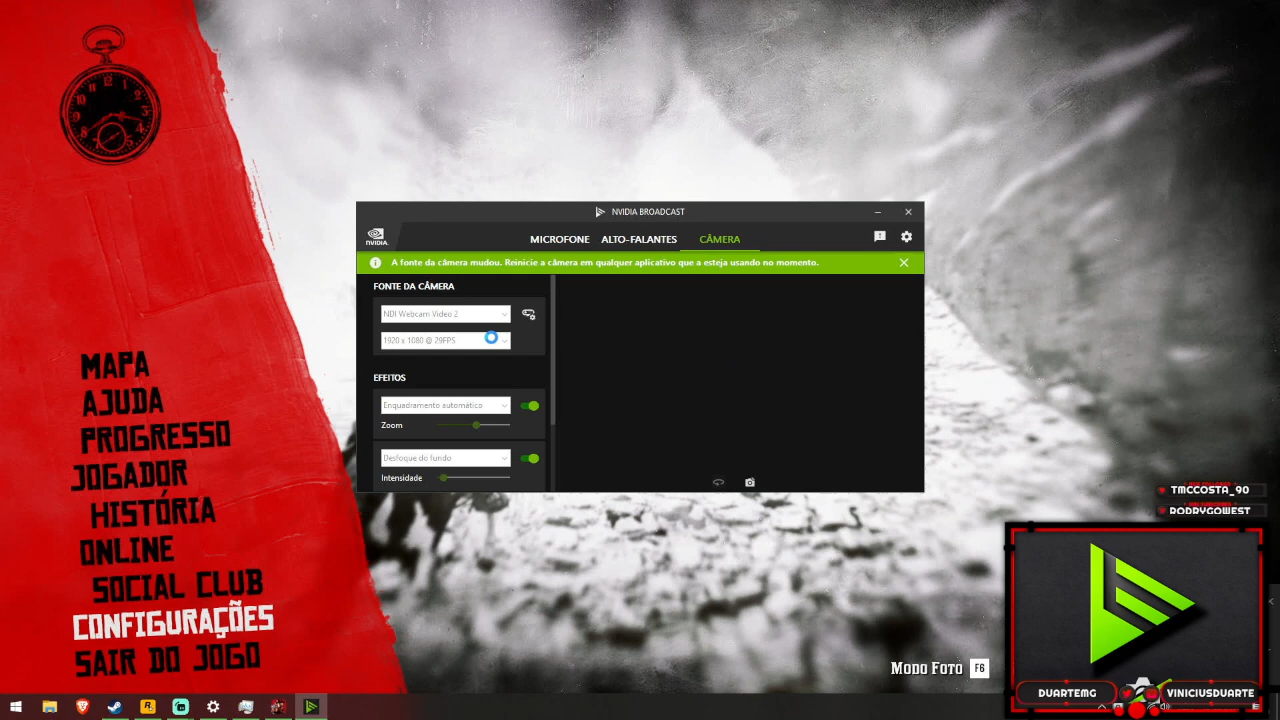 NVIDIA BROADCAST
NVIDIA.
MICROFONE
ALTO-FALANTES
CÂMERA
A fonte da câmera mudou. Reinicie a câmera em qualquer aplicativo que a esteja usando no momento.
FONTE DA CÂMERA
NDI Webcam Video 2
1920 x 1080 @ 29FPS
EFEITOS
Enquadramento automático
Zoom
Desfoque do fundo
Intensidade
MAPA
AJUDA
PROGRESSO
JOGADOR
HISTÓRIA
ONLINE
SOCIAL CLUB
CONFIGURAÇÕES
SAIR DO JOGO
Modo Foto F6
TMCCOSTA_90
RODRYGOWEST
DUARTEMG
VINICIUSDUARTE